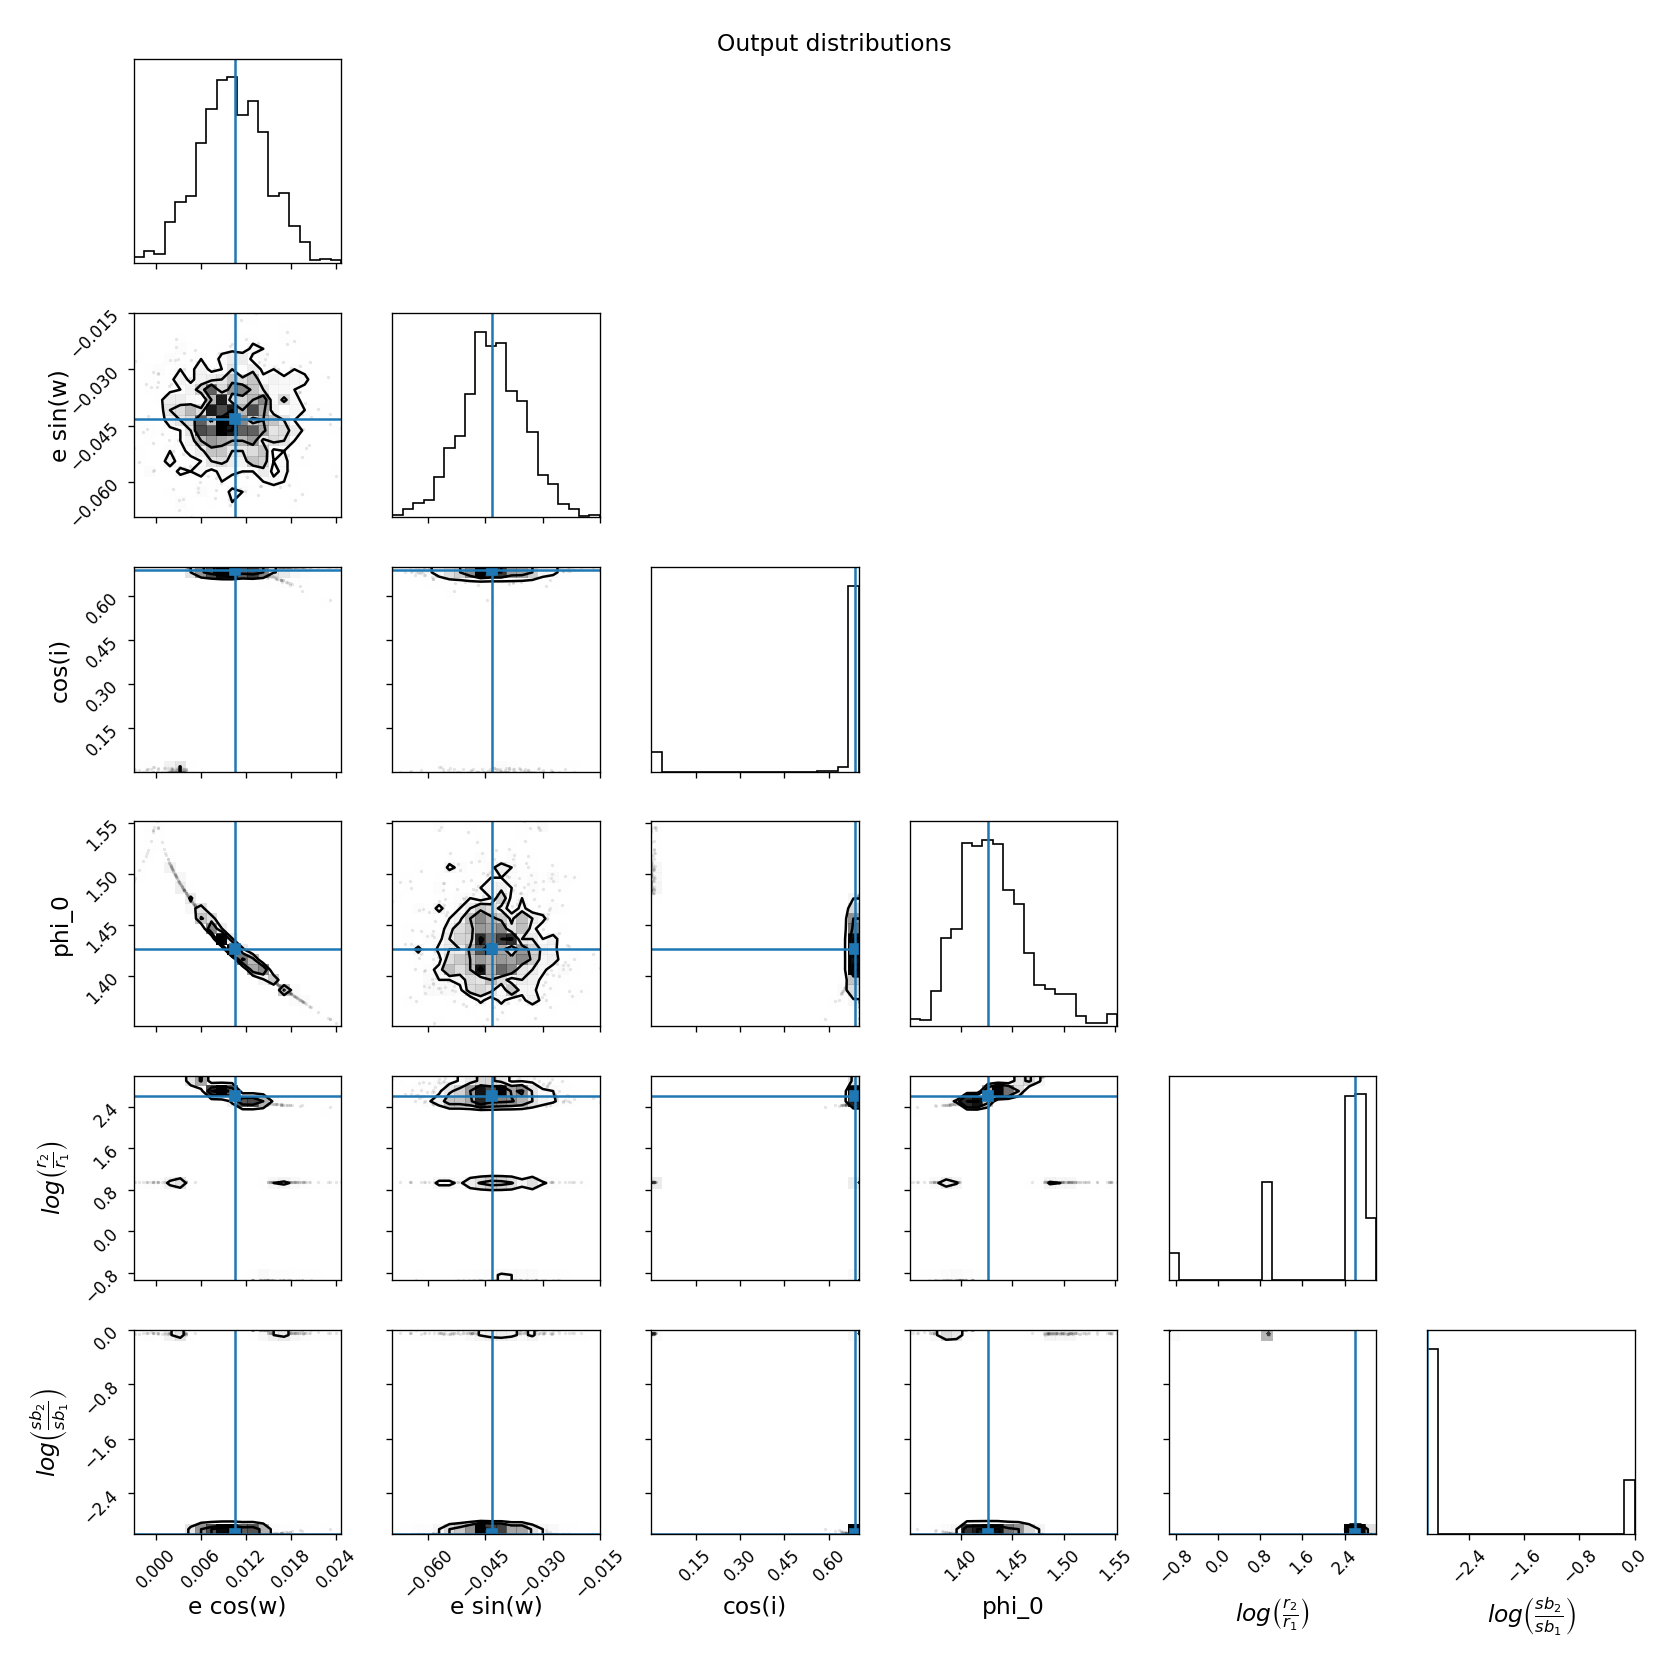 Output distributions
e sin(w)
−0.015
−0.030
−0.045
−0.060
cos(i)
0.60
0.45
0.30
0.15
phi_0
1.55
1.50
1.45
1.40
log(r2/r1)
2.4
1.6
0.8
0.0
−0.8
log(sb2/sb1)
0.0
−0.8
−1.6
−2.4
0.000 0.006 0.012 0.018 0.024
−0.060 −0.045 −0.030 −0.015
0.15 0.30 0.45 0.60
1.40 1.45 1.50 1.55
−0.8 0.0 0.8 1.6 2.4
−2.4 −1.6 −0.8 0.0
e cos(w)
e sin(w)
cos(i)
phi_0
log(r2/r1)
log(sb2/sb1)